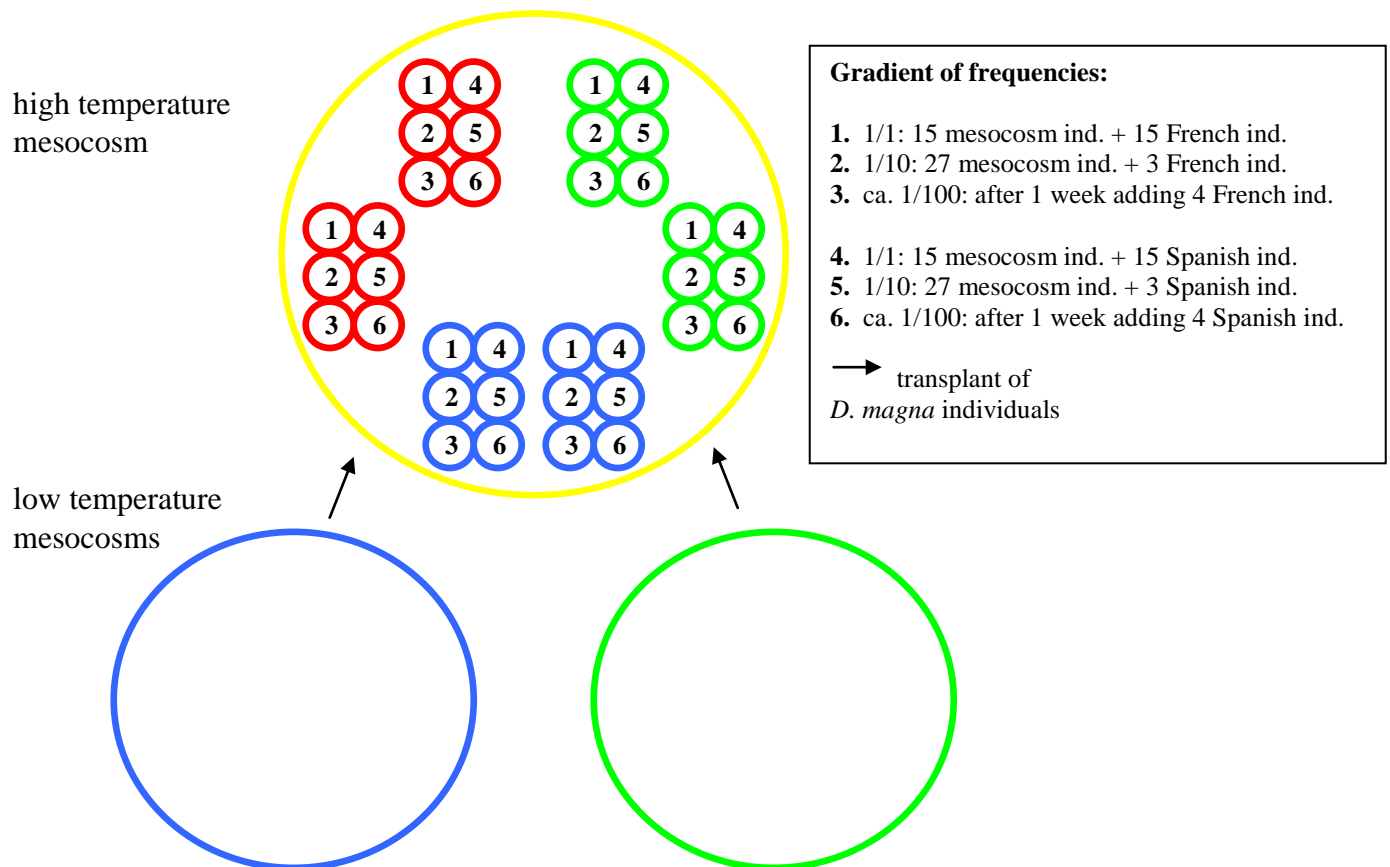 high temperature
mesocosm
1 4 1 4
2 5 2 5
3 6 3 6
1 4 1 4
2 5 2 5
3 6 3 6
1 4 1 4
2 5 2 5
3 6 3 6
low temperature
mesocosms
Gradient of frequencies:
1. 1/1: 15 mesocosm ind. + 15 French ind.
2. 1/10: 27 mesocosm ind. + 3 French ind.
3. ca. 1/100: after 1 week adding 4 French ind.
4. 1/1: 15 mesocosm ind. + 15 Spanish ind.
5. 1/10: 27 mesocosm ind. + 3 Spanish ind.
6. ca. 1/100: after 1 week adding 4 Spanish ind.
transplant of
D. magna individuals